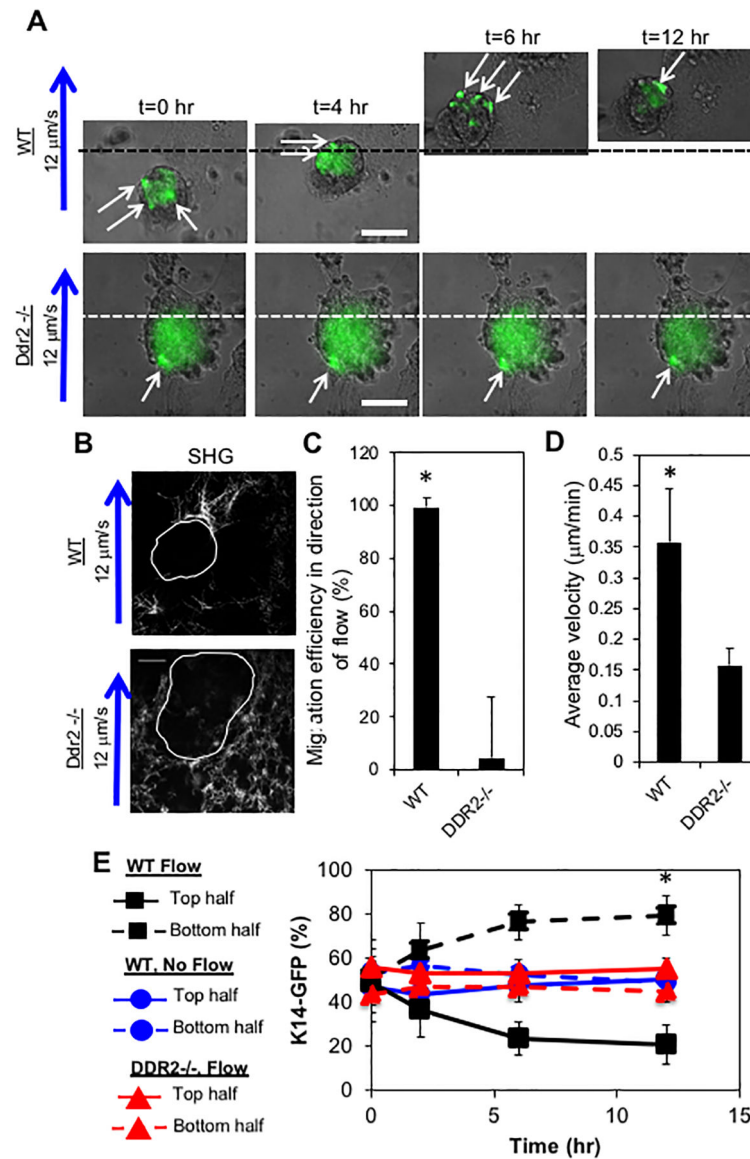 A
t=0 hr
t=4 hr
t=6 hr
t=12 hr
WT
12 μm/s
Ddr2 -/-
12 μm/s
B
SHG
WT
12 μm/s
Ddr2 -/-
12 μm/s
C
Mig: ation efficiency in direction
of flow (%)
120
100
80
60
40
20
0
*
WT
DDR2-/-
D
Average velocity (μm/min)
0.5
0.45
0.4
0.35
0.3
0.25
0.2
0.15
0.1
0.05
0
*
WT
DDR2-/-
E
WT Flow
Top half
Bottom half
WT, No Flow
Top half
Bottom half
DDR2-/-, Flow
Top half
Bottom half
K14-GFP (%)
100
80
60
40
20
0
*
0
5
10
15
Time (hr)